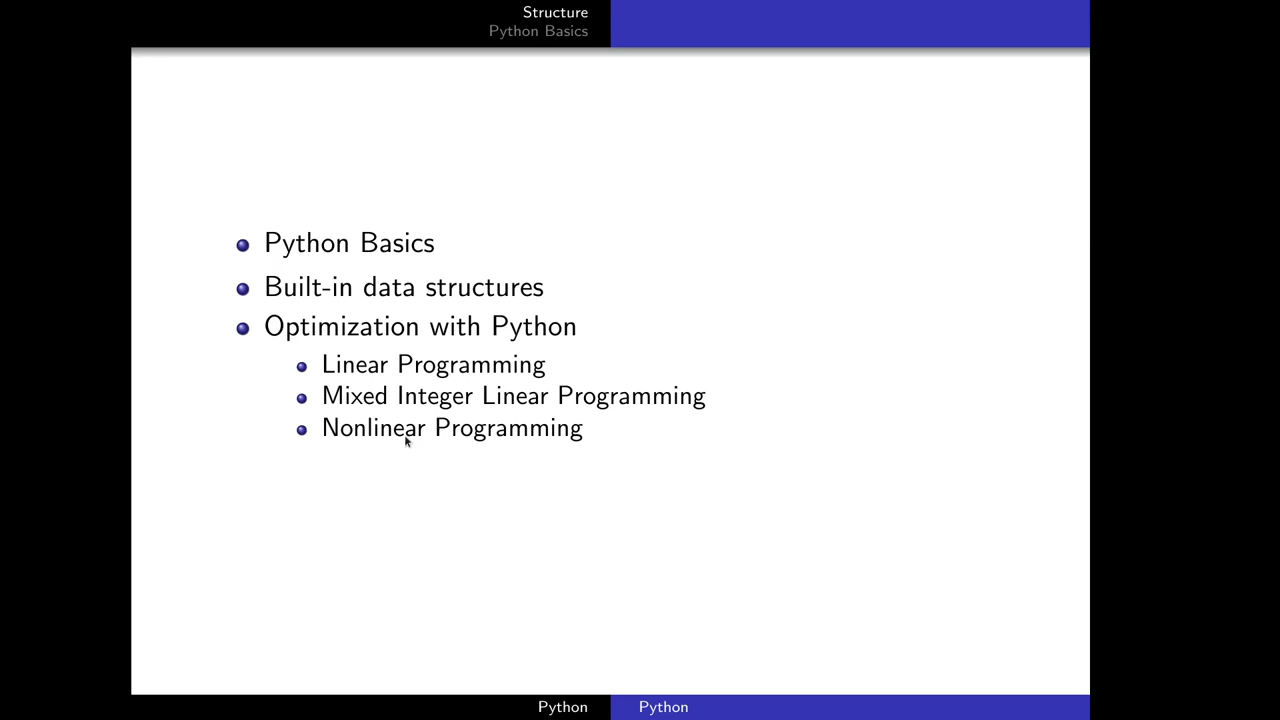 Structure
Python Basics
Python Basics
Built-in data structures
Optimization with Python
Linear Programming
Mixed Integer Linear Programming
Nonlinear Programming
Python Python